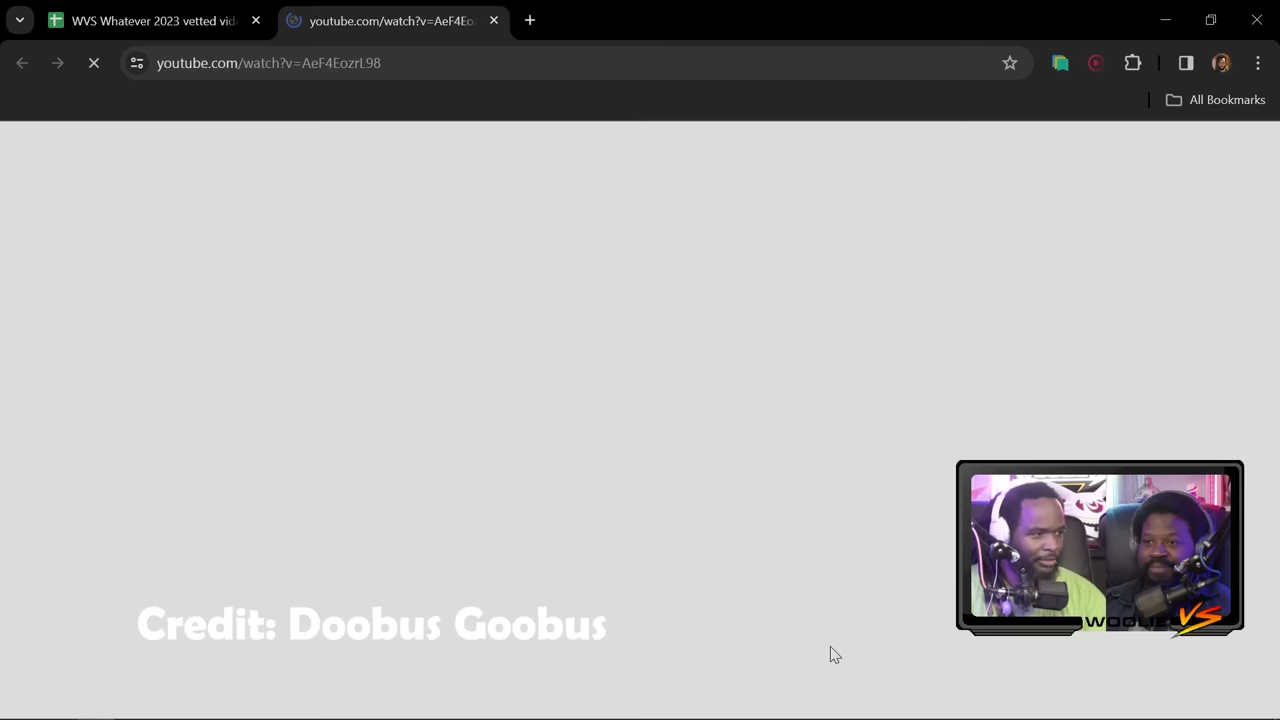 WVS Whatever 2023 vetted vid
youtube.com/watch?v=AeF4Eo
youtube.com/watch?v=AeF4EozrL98
All Bookmarks
WOOLIE VS
Credit: Doobus Goobus